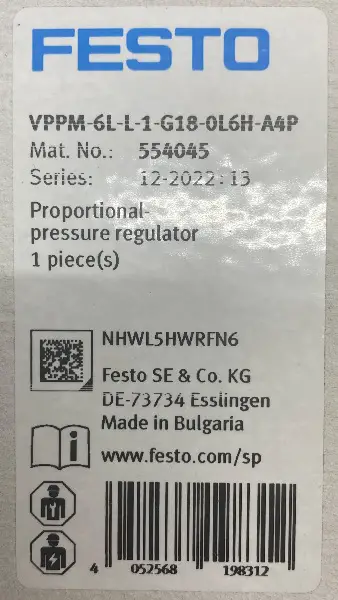 FESTO
VPPM-6L-L-1-G18-0L6H-A4P
Mat. No.: 554045
Series: 12-2022:13
Proportional-
pressure regulator
1 piece(s)
NHWL5HWRFN6
Festo SE & Co. KG
DE-73734 Esslingen
Made in Bulgaria
www.festo.com/sp
4 052568 198312